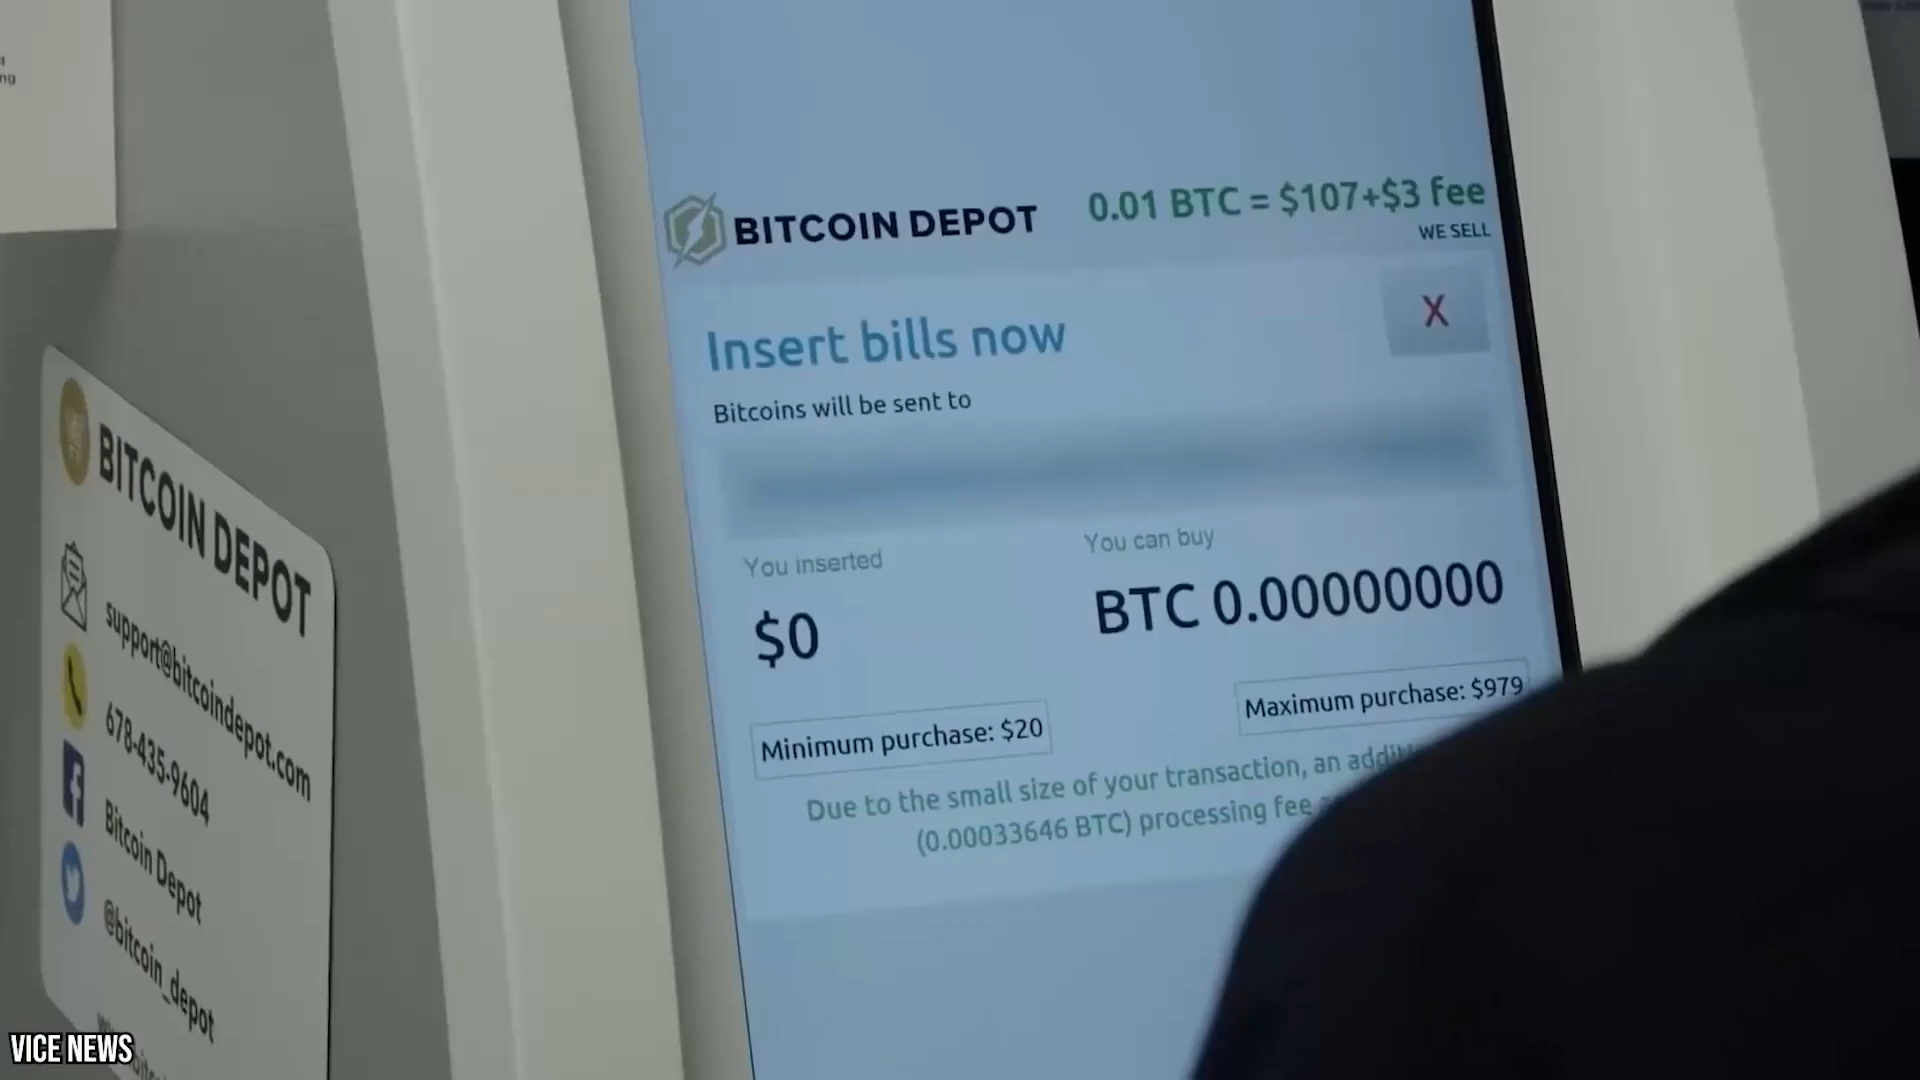 BITCOIN DEPOT
0.01 BTC = $107+$3 fee
WE SELL
Insert bills now
X
Bitcoins will be sent to
You inserted
You can buy
$0
BTC 0.00000000
Minimum purchase: $20
Maximum purchase: $979
Due to the small size of your transaction, an
(0.00033646 BTC) processing fee
BITCOIN DEPOT
support@bitcoindepot.com
678-435-9604
Bitcoin Depot
@bitcoin_depot
VICE NEWS